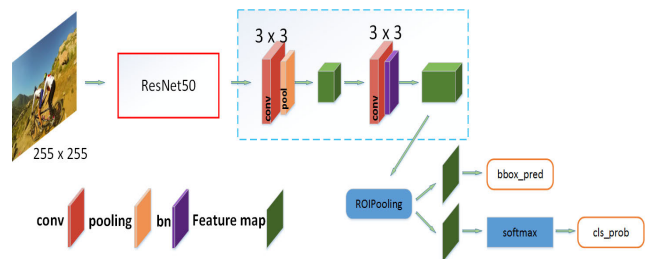 3 x 3
3 x 3
ResNet50
conv
pool
conv
255 x 255
bbox_pred
ROIPooling
conv pooling bn Feature map
softmax
cls_prob